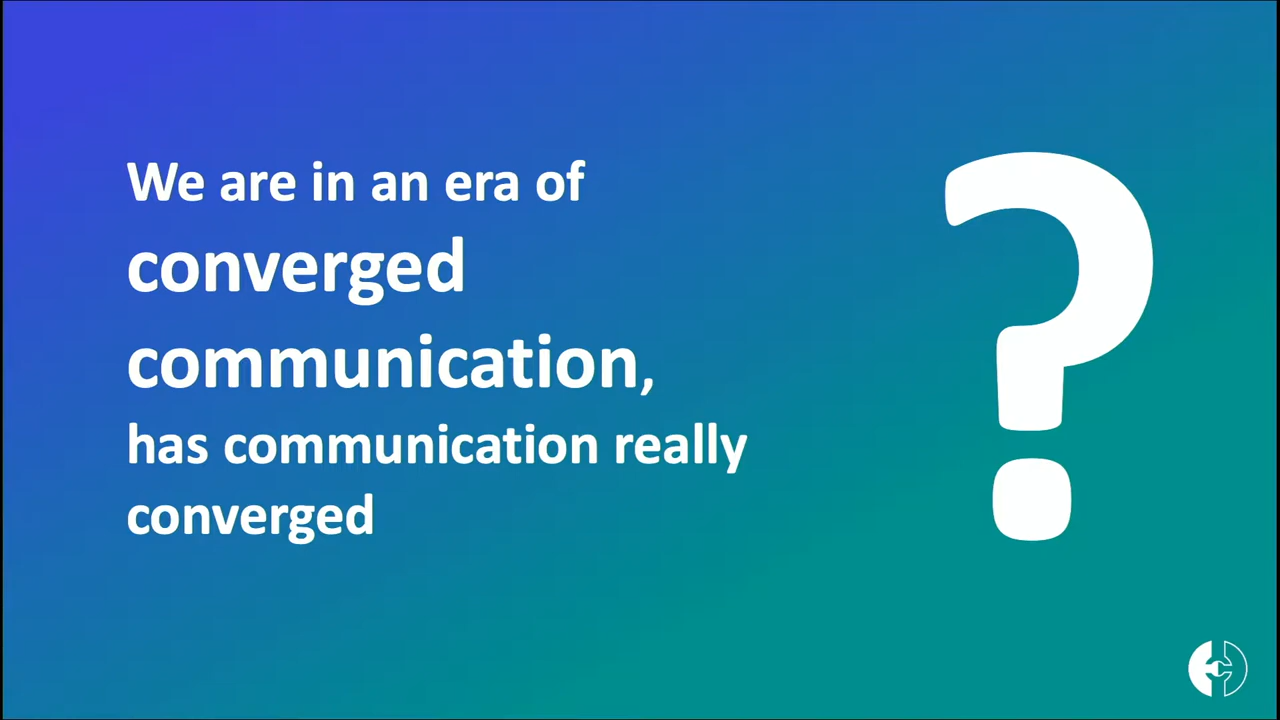 We are in an era of
converged
communication,
has communication really
converged
?